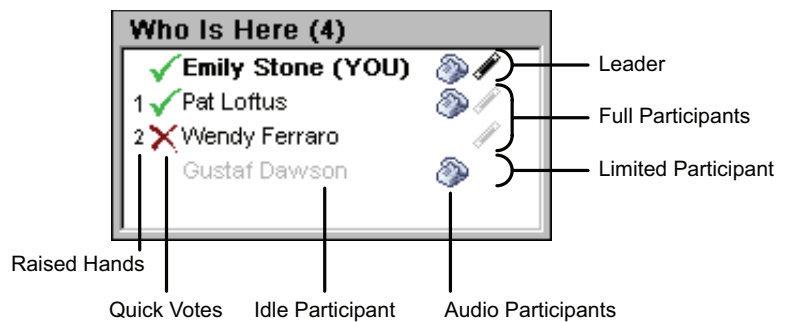 Who Is Here (4)
Emily Stone (YOU)
Leader
1 Pat Loftus
Full Participants
2 Wendy Ferraro
Gustaf Dawson
Limited Participant
Raised Hands
Quick Votes
Idle Participant
Audio Participants